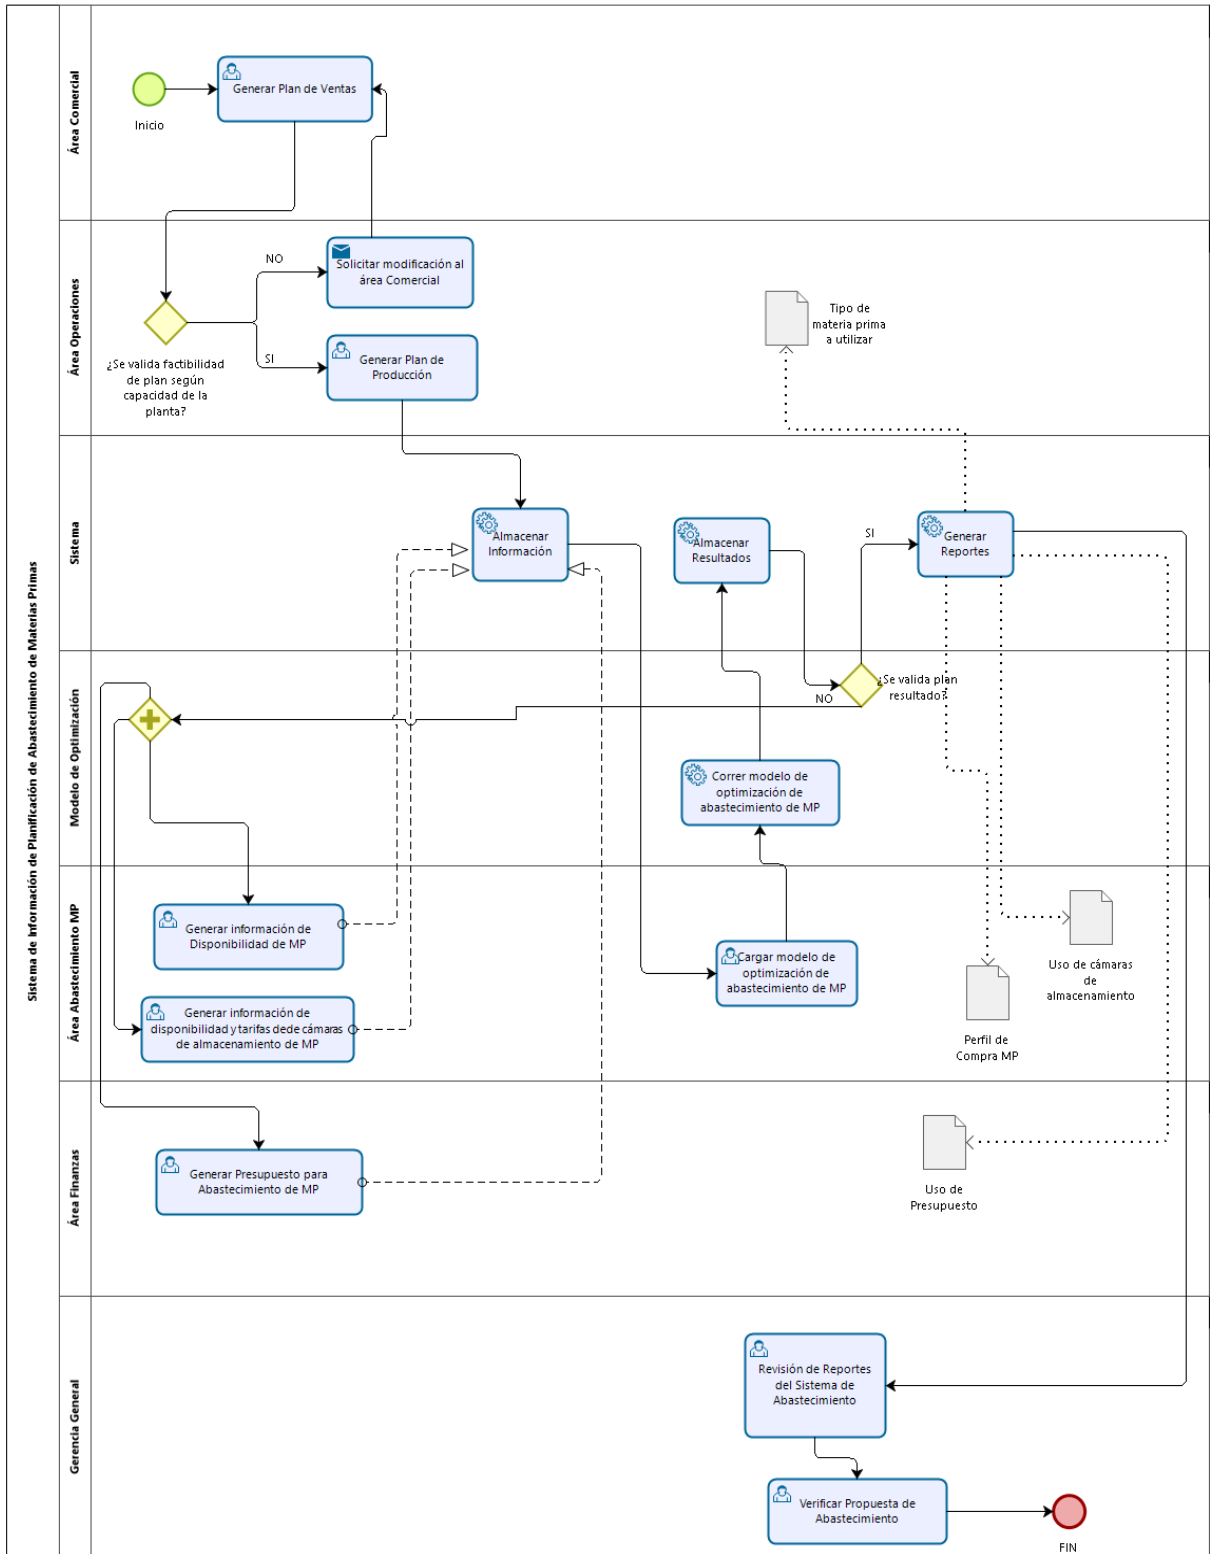 Sistema de Información de Planificación de Abastecimiento de Materias Primas
Área Comercial
Generar Plan de Ventas
Inicio
Área Operaciones
NO
Solicitar modificación al
área Comercial
SI
Generar Plan de
Producción
¿Se valida factibilidad
de plan según
capacidad de la
planta?
Tipo de
materia prima
a utilizar
Sistema
Almacenar
Información
Almacenar
Resultados
SI
Generar
Reportes
Modelo de Optimización
¿Se valida plan
resultado?
NO
Correr modelo de
optimización de
abastecimiento de MP
Área Abastecimiento MP
Generar información de
Disponibilidad de MP
Generar información de
disponibilidad y tarifas dede cámaras
de almacenamiento de MP
Cargar modelo de
optimización de
abastecimiento de MP
Uso de cámaras
de
almacenamiento
Perfil de
Compra MP
Área Finanzas
Generar Presupuesto para
Abastecimiento de MP
Uso de
Presupuesto
Gerencia General
Revisión de Reportes
del Sistema de
Abastecimiento
Verificar Propuesta de
Abastecimiento
FIN